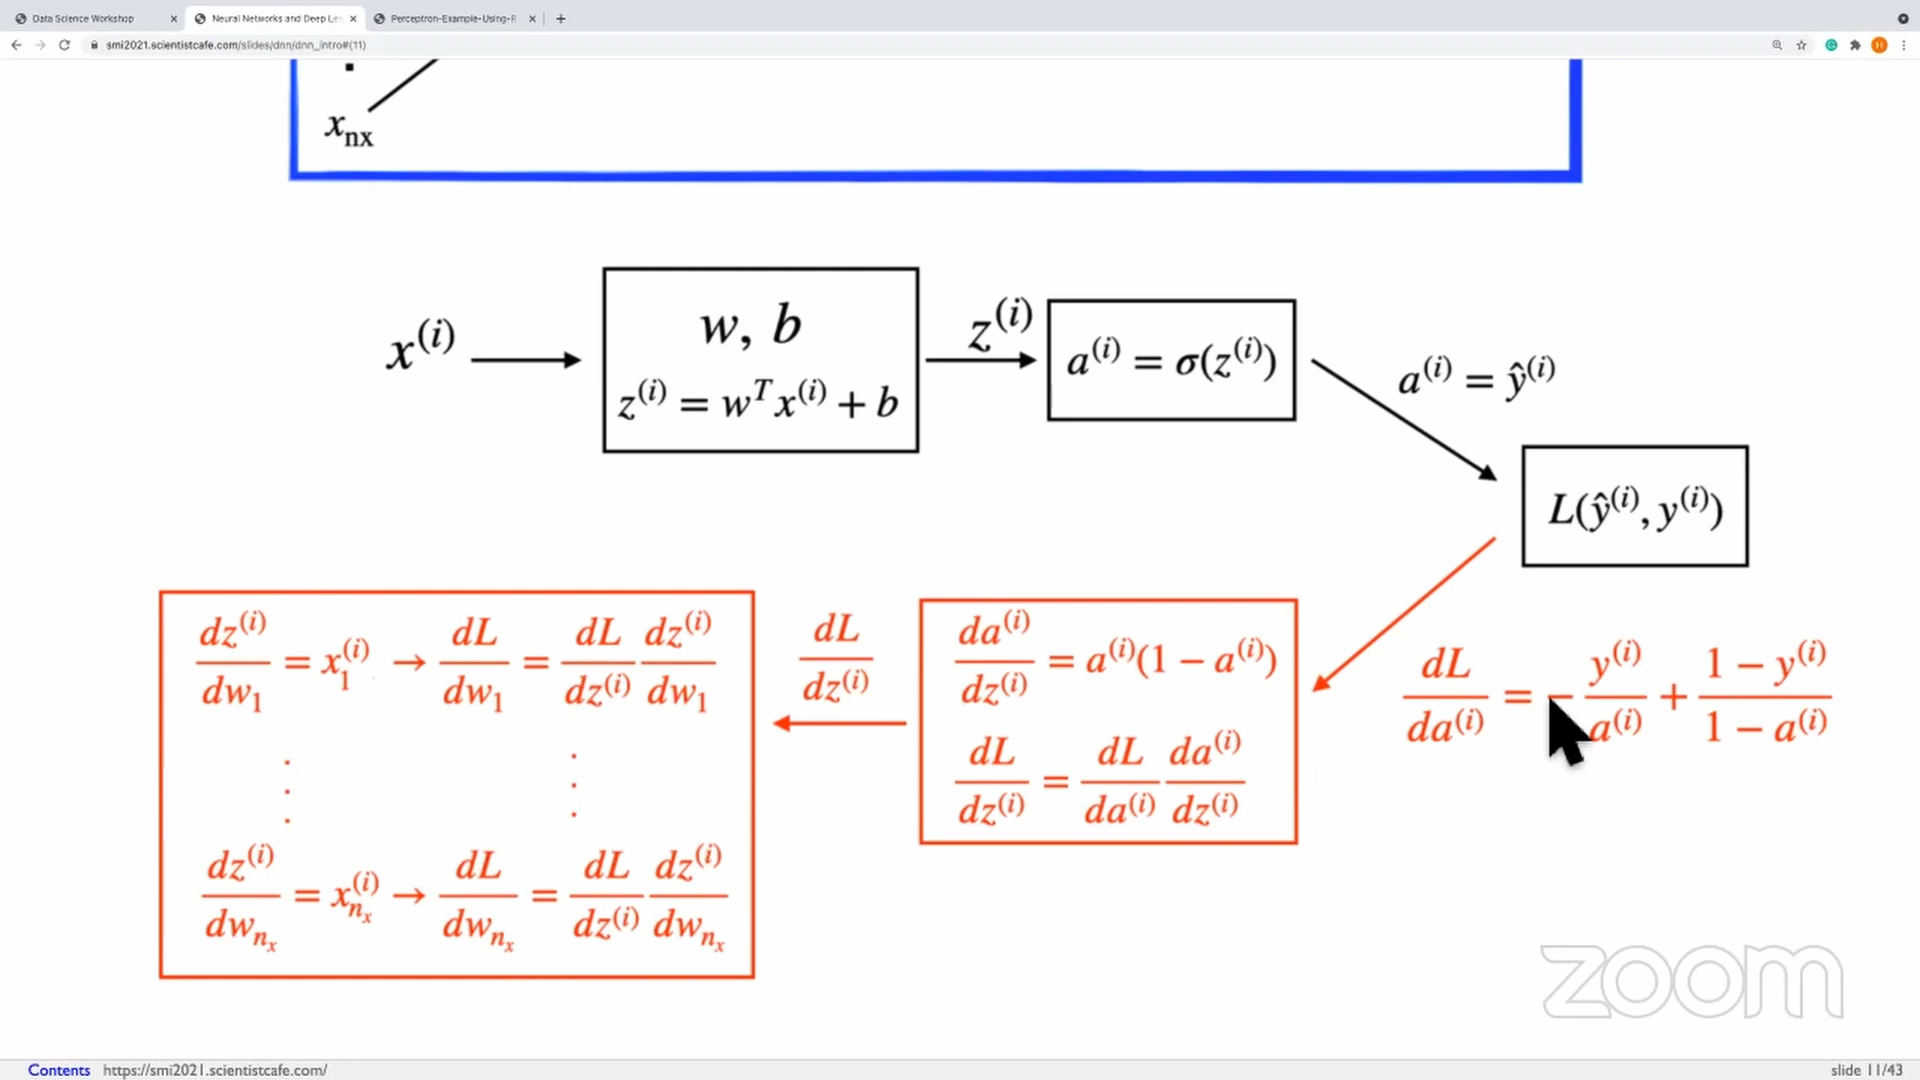 Data Science Workshop
Neural Networks and Deep Le
Perceptron-Example-Using-R
smi2021.scientistcafe.com/slides/dnn/dnn_intro#(11)
H
x_{nx}
x^{(i)}
w, b
z^{(i)} = w^T x^{(i)} + b
z^{(i)}
a^{(i)} = σ(z^{(i)})
a^{(i)} = ŷ^{(i)}
L(ŷ^{(i)}, y^{(i)})
dL/da^{(i)} = − y^{(i)}/a^{(i)} + (1 − y^{(i)})/(1 − a^{(i)})
da^{(i)}/dz^{(i)} = a^{(i)}(1 − a^{(i)})
dL/dz^{(i)} = dL/da^{(i)} da^{(i)}/dz^{(i)}
dL/dz^{(i)}
dz^{(i)}/dw_1 = x_1^{(i)} → dL/dw_1 = dL/dz^{(i)} dz^{(i)}/dw_1
dz^{(i)}/dw_{n_x} = x_{n_x}^{(i)} → dL/dw_{n_x} = dL/dz^{(i)} dz^{(i)}/dw_{n_x}
zoom
Contents https://smi2021.scientistcafe.com/
slide 11/43